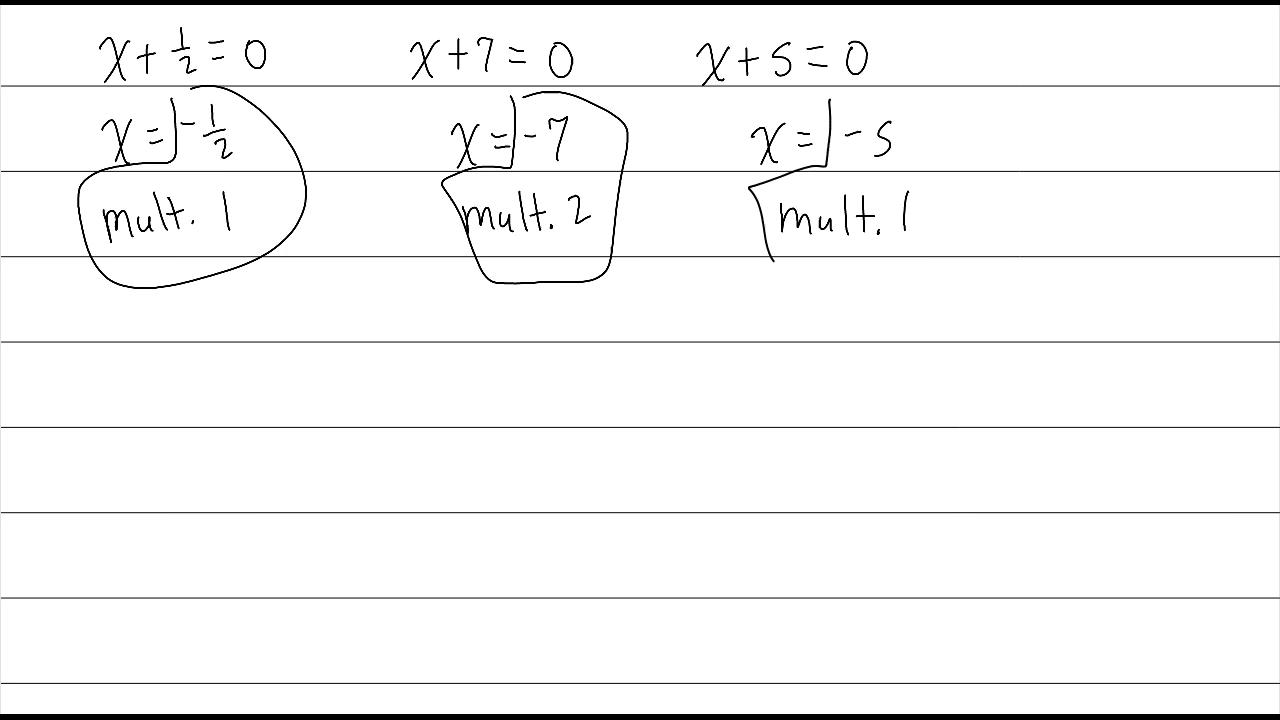 x + 1/2 = 0    x + 7 = 0    x + 5 = 0
x = -1/2    x = -7    x = -5
mult. 1    mult. 2    mult. 1